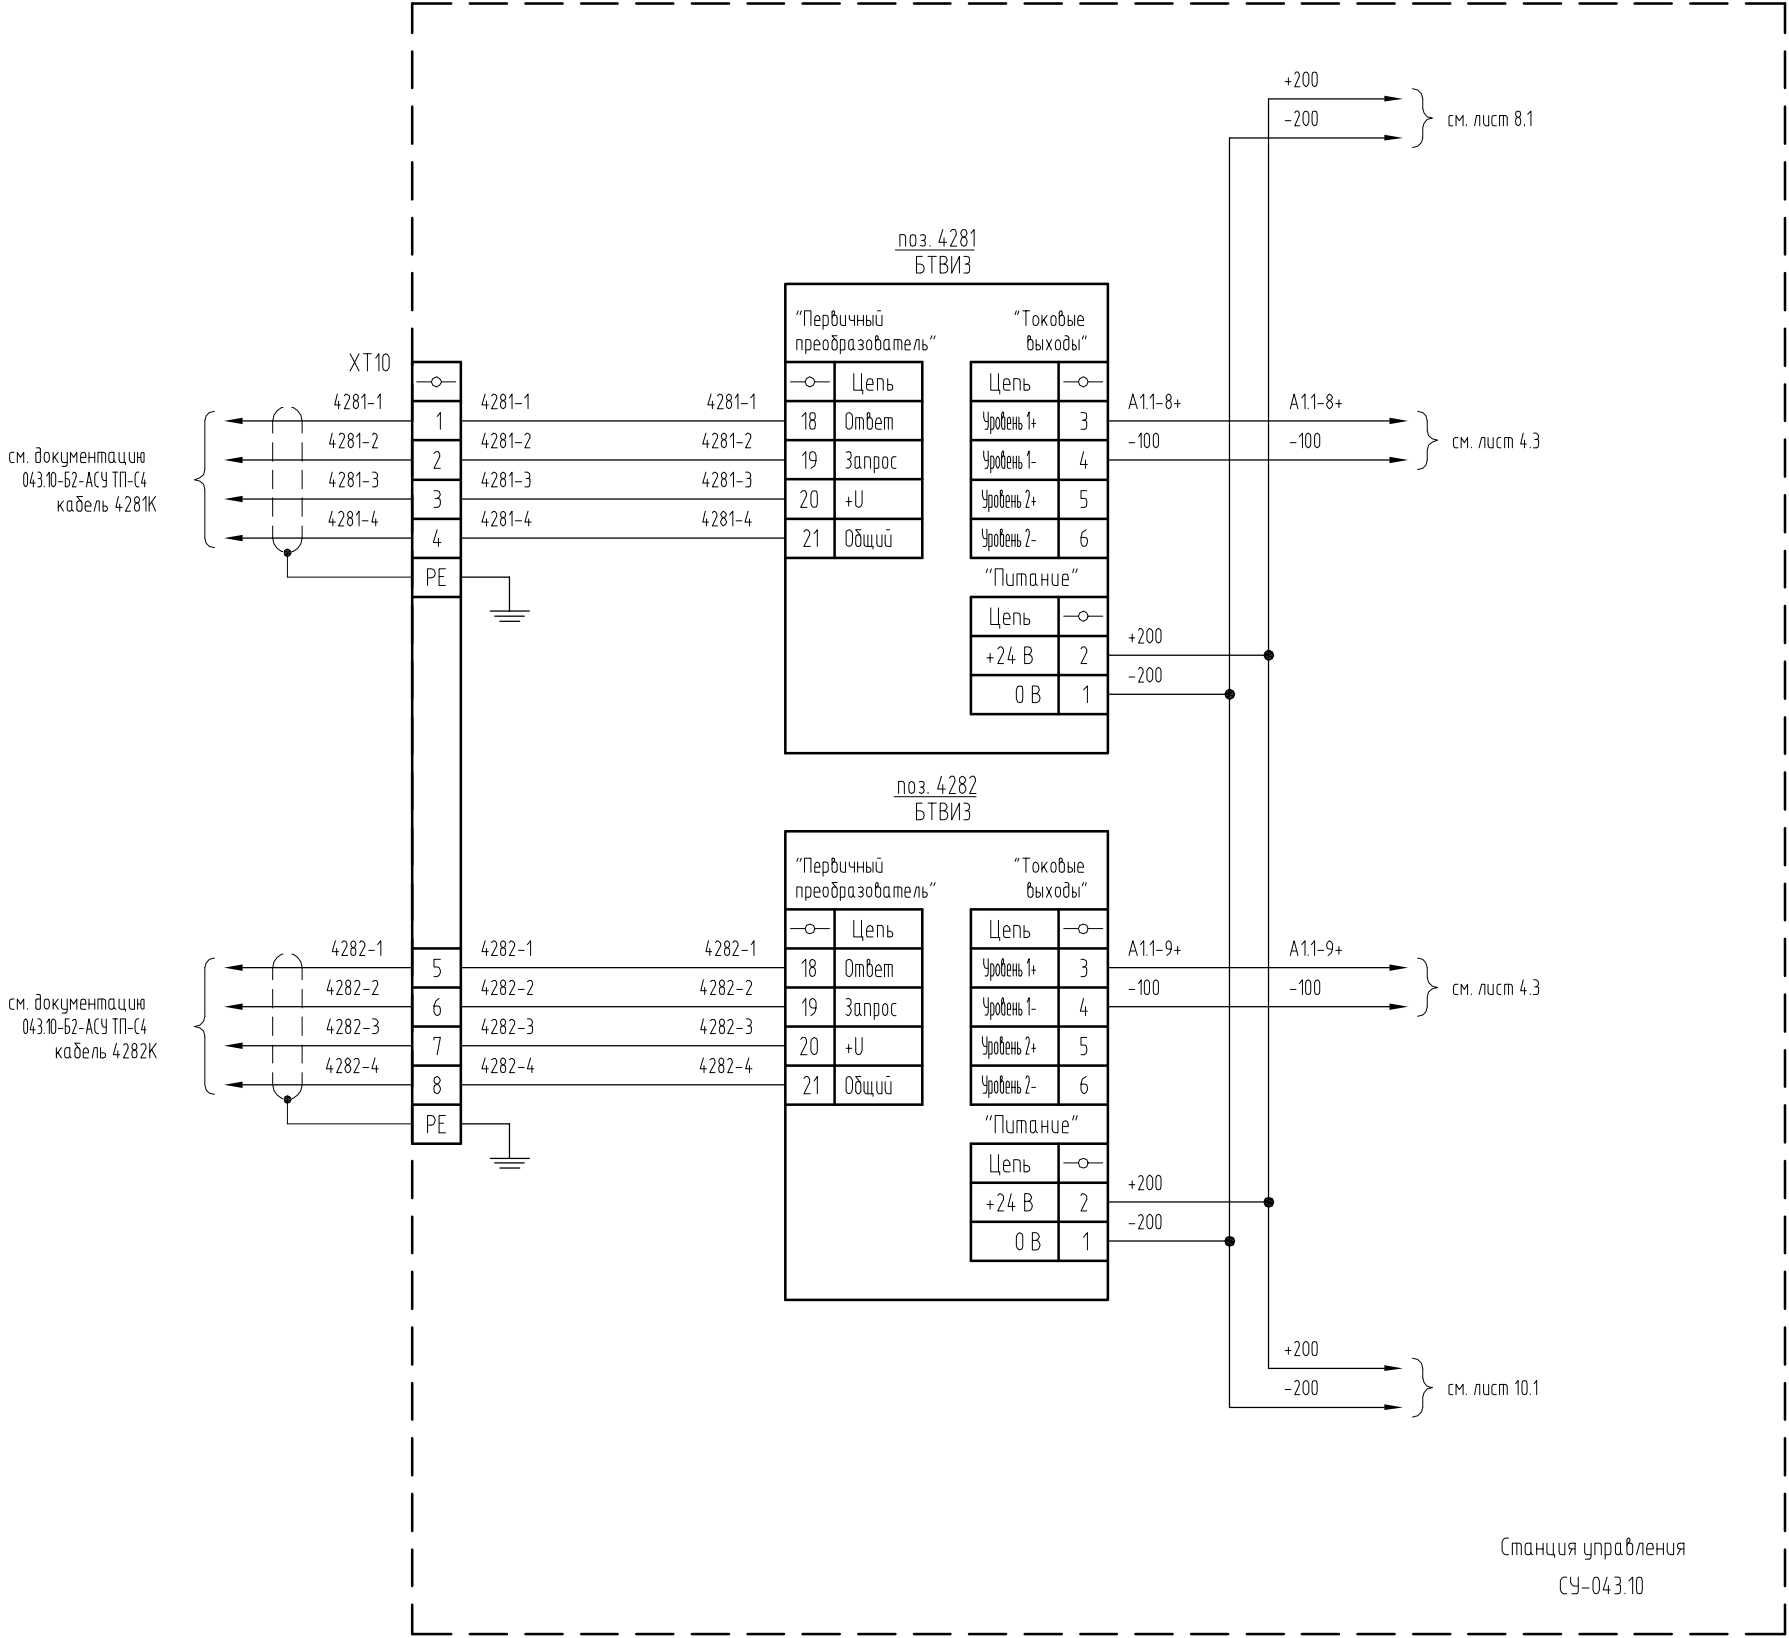 +200
-200
см. лист 8.1
поз. 4281
БТВИЗ
"Первичный
преобразователь"
"Токовые
выходы"
ХТ10
Цепь
Цепь
4281-1
1
4281-1
4281-1
18
Ответ
Уровень 1+
3
А1.1-8+
А1.1-8+
4281-2
2
4281-2
4281-2
19
Запрос
Уровень 1-
4
-100
-100
см. лист 4.3
4281-3
3
4281-3
4281-3
20
+U
Уровень 2+
5
4281-4
4
4281-4
4281-4
21
Общий
Уровень 2-
6
см. документацию
043.10-Б2-АСУ ТП-С4
кабель 4281К
PE
"Питание"
Цепь
+24 В
2
+200
0 В
1
-200
поз. 4282
БТВИЗ
"Первичный
преобразователь"
"Токовые
выходы"
Цепь
Цепь
4282-1
5
4282-1
4282-1
18
Ответ
Уровень 1+
3
А1.1-9+
А1.1-9+
4282-2
6
4282-2
4282-2
19
Запрос
Уровень 1-
4
-100
-100
см. лист 4.3
4282-3
7
4282-3
4282-3
20
+U
Уровень 2+
5
4282-4
8
4282-4
4282-4
21
Общий
Уровень 2-
6
см. документацию
043.10-Б2-АСУ ТП-С4
кабель 4282К
PE
"Питание"
Цепь
+24 В
2
+200
0 В
1
-200
+200
-200
см. лист 10.1
Станция управления
СУ-043.10